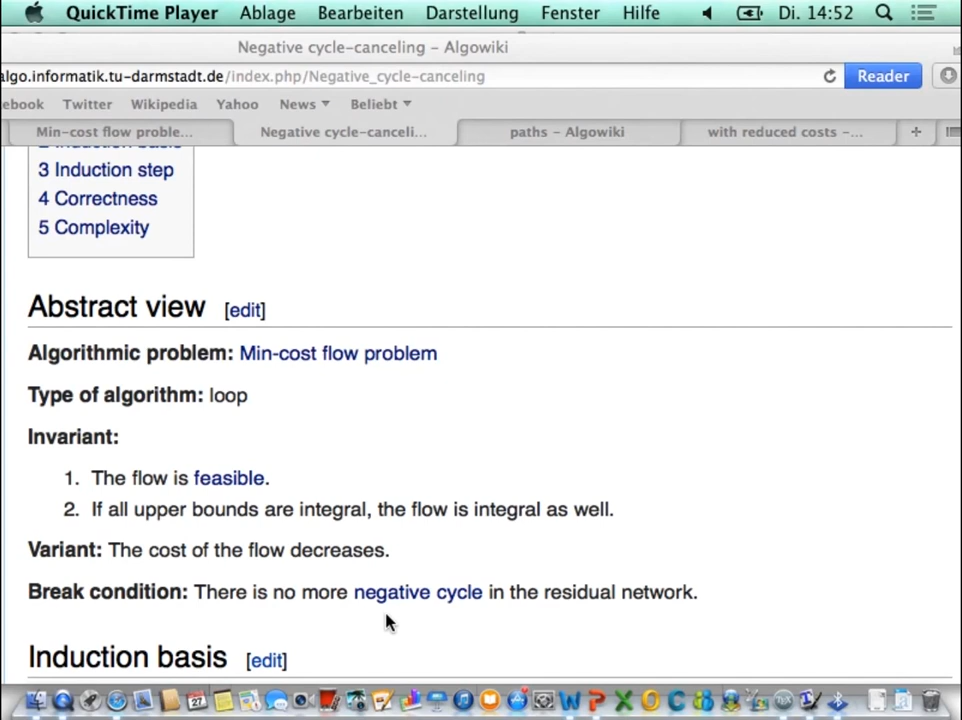 QuickTime Player Ablage Bearbeiten Darstellung Fenster Hilfe Di. 14:52
Negative cycle-canceling – Algowiki
algo.informatik.tu-darmstadt.de/index.php/Negative_cycle-canceling Reader
ebook Twitter Wikipedia Yahoo News Beliebt
Min-cost flow proble... Negative cycle-canceli... paths – Algowiki with reduced costs –... +
2 Induction basis
3 Induction step
4 Correctness
5 Complexity
Abstract view [edit]
Algorithmic problem: Min-cost flow problem
Type of algorithm: loop
Invariant:
1. The flow is feasible.
2. If all upper bounds are integral, the flow is integral as well.
Variant: The cost of the flow decreases.
Break condition: There is no more negative cycle in the residual network.
Induction basis [edit]